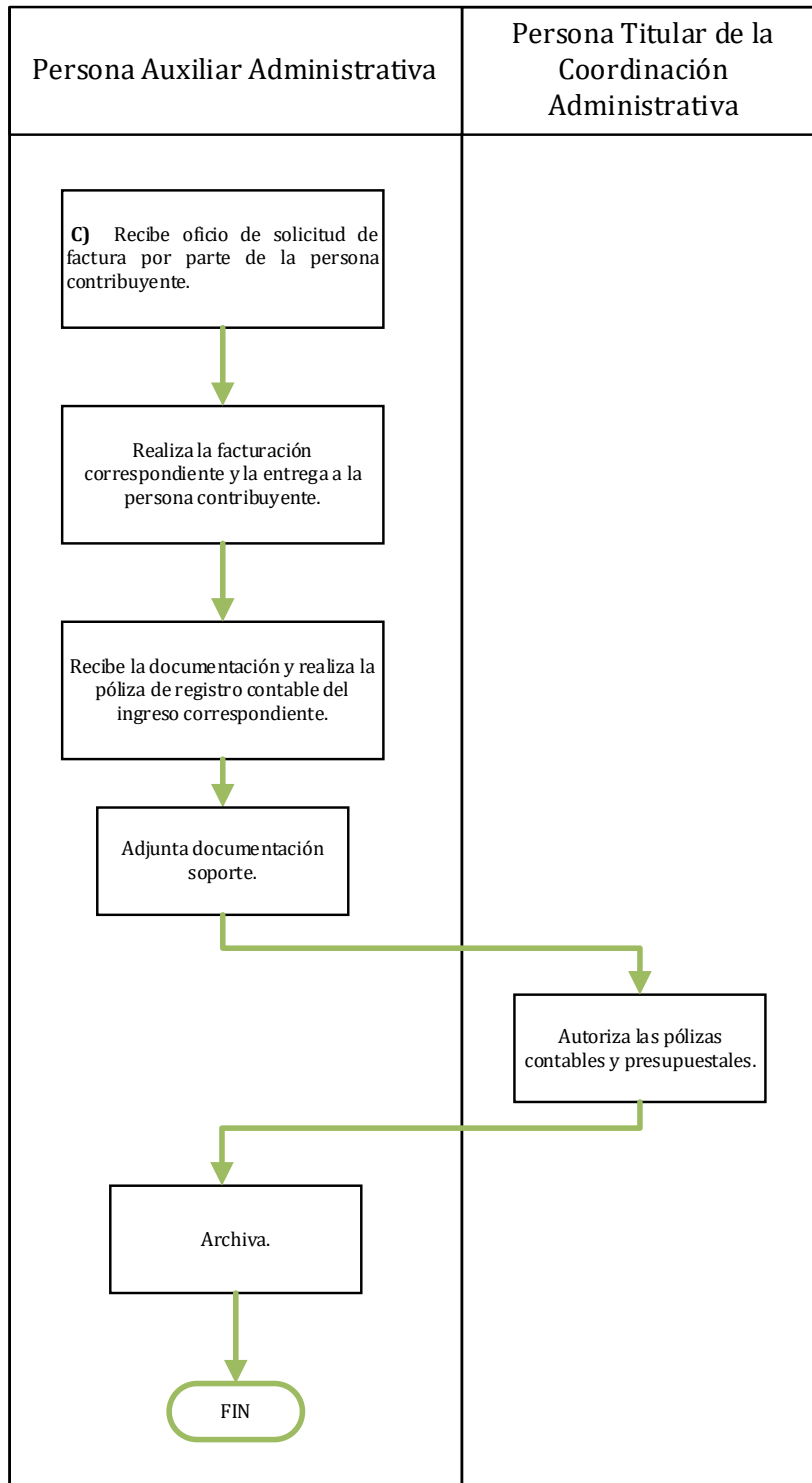 Persona Auxiliar Administrativa
Persona Titular de la
Coordinación
Administrativa
C) Recibe oficio de solicitud de
factura por parte de la persona
contribuyente.
Realiza la facturación
correspondiente y la entrega a la
persona contribuyente.
Recibe la documentación y realiza la
póliza de registro contable del
ingreso correspondiente.
Adjunta documentación
soporte.
Autoriza las pólizas
contables y presupuestales.
Archiva.
FIN